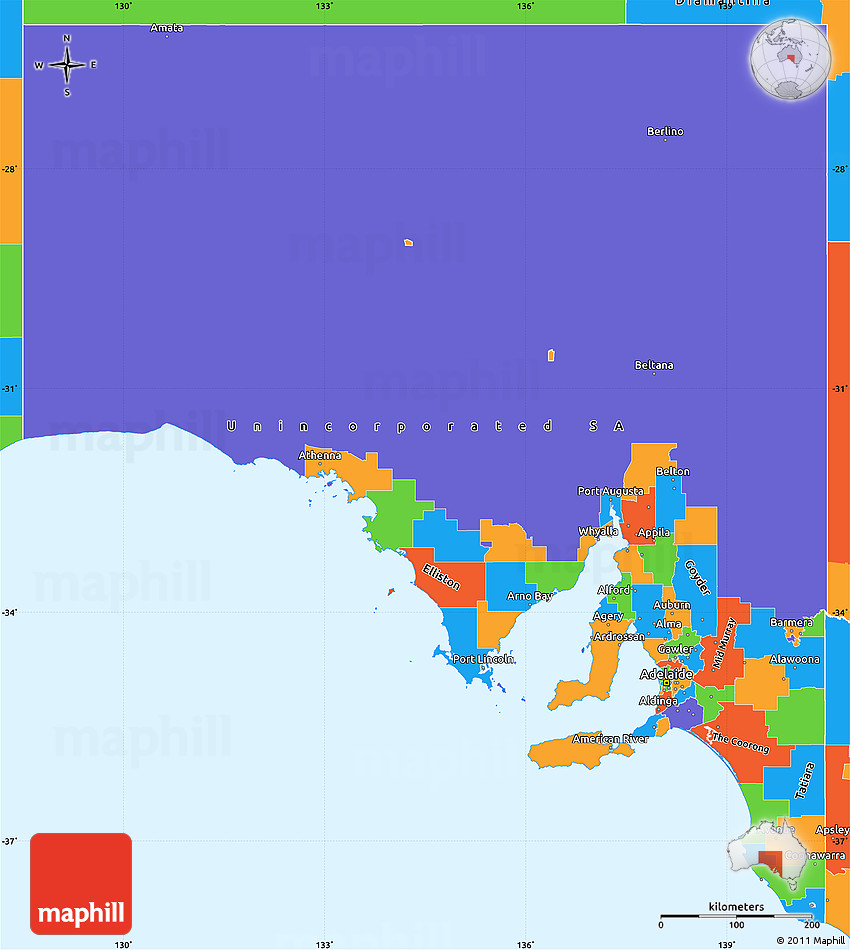 130° 133° 136° 139°
Diamantina
Amata
N
W E
S
Berlino
-28° -28°
Beltana
-31° -31°
Unincorporated SA
Athenna
Belton
Port Augusta
Whyalla
Appila
Elliston
Goyder
Arno Bay
Alford
-34° -34°
Auburn
Agery
Alma
Mid Murray
Barmera
Ardrossan
Gawler
Port Lincoln
Alawoona
Adelaide
Aldinga
American River
The Coorong
Tatiara
-37° -37°
Apsley
maphill
kilometers
0 100 200
130° 133° 136° 139°
© 2011 Maphill